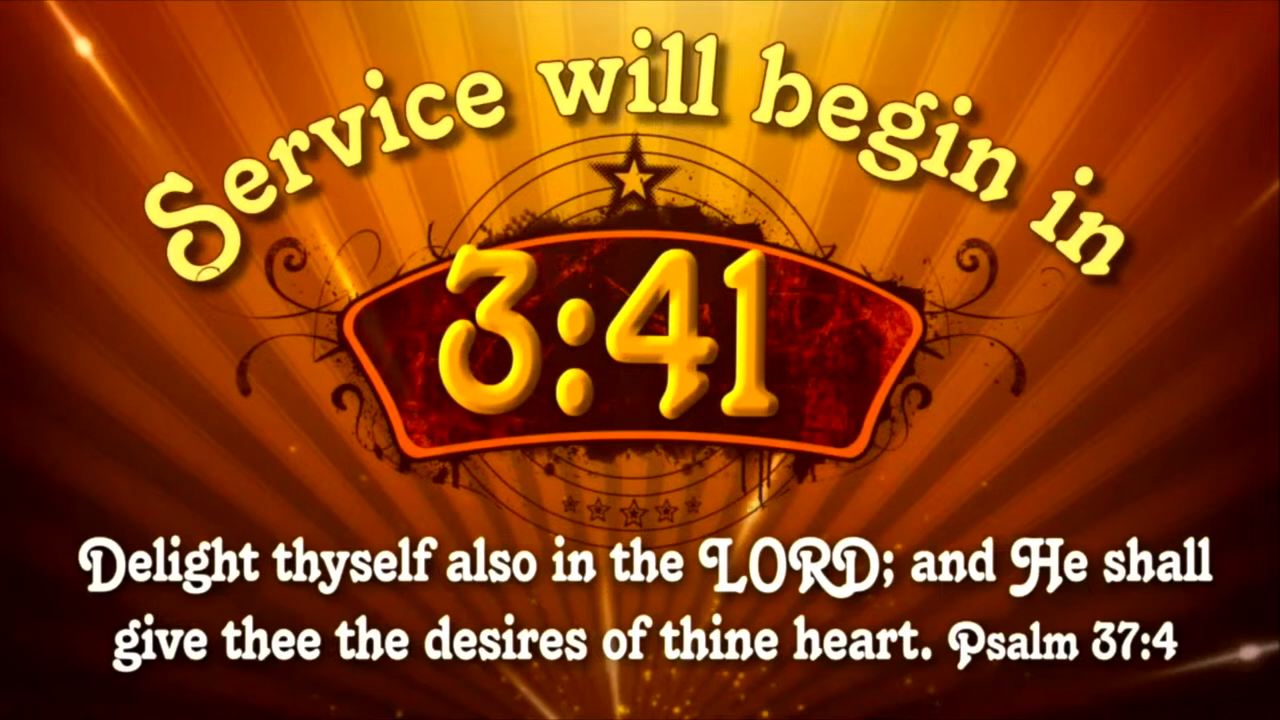 Service will begin in
3:41
Delight thyself also in the LORD; and He shall
give thee the desires of thine heart. Psalm 37:4